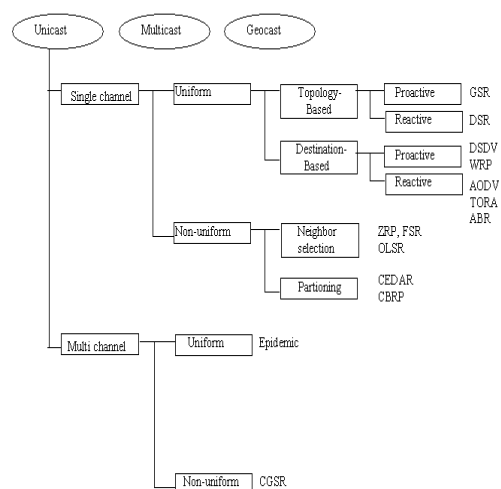 Unicast
Multicast
Geocast
Single channel
Uniform
Topology-
Based
Proactive
GSR
Reactive
DSR
Destination-
Based
Proactive
DSDV
WRP
Reactive
AODV
TORA
ABR
Non-uniform
Neighbor
selection
ZRP, FSR
OLSR
Partioning
CEDAR
CBRP
Multi channel
Uniform
Epidemic
Non-uniform
CGSR